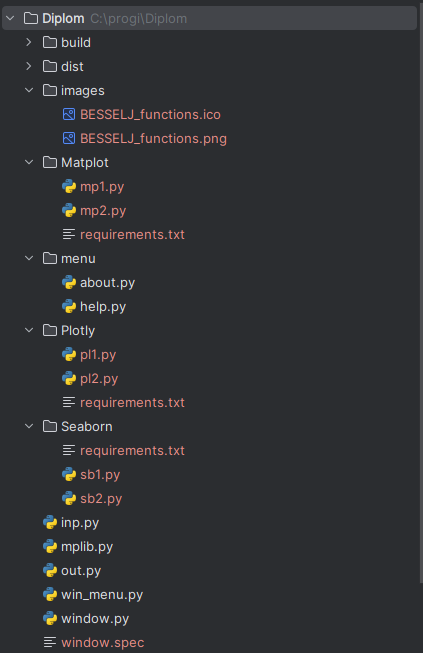 Diplom C:\progi\Diplom
build
dist
images
BESSELJ_functions.ico
BESSELJ_functions.png
Matplot
mp1.py
mp2.py
requirements.txt
menu
about.py
help.py
Plotly
pl1.py
pl2.py
requirements.txt
Seaborn
requirements.txt
sb1.py
sb2.py
inp.py
mplib.py
out.py
win_menu.py
window.py
window.spec